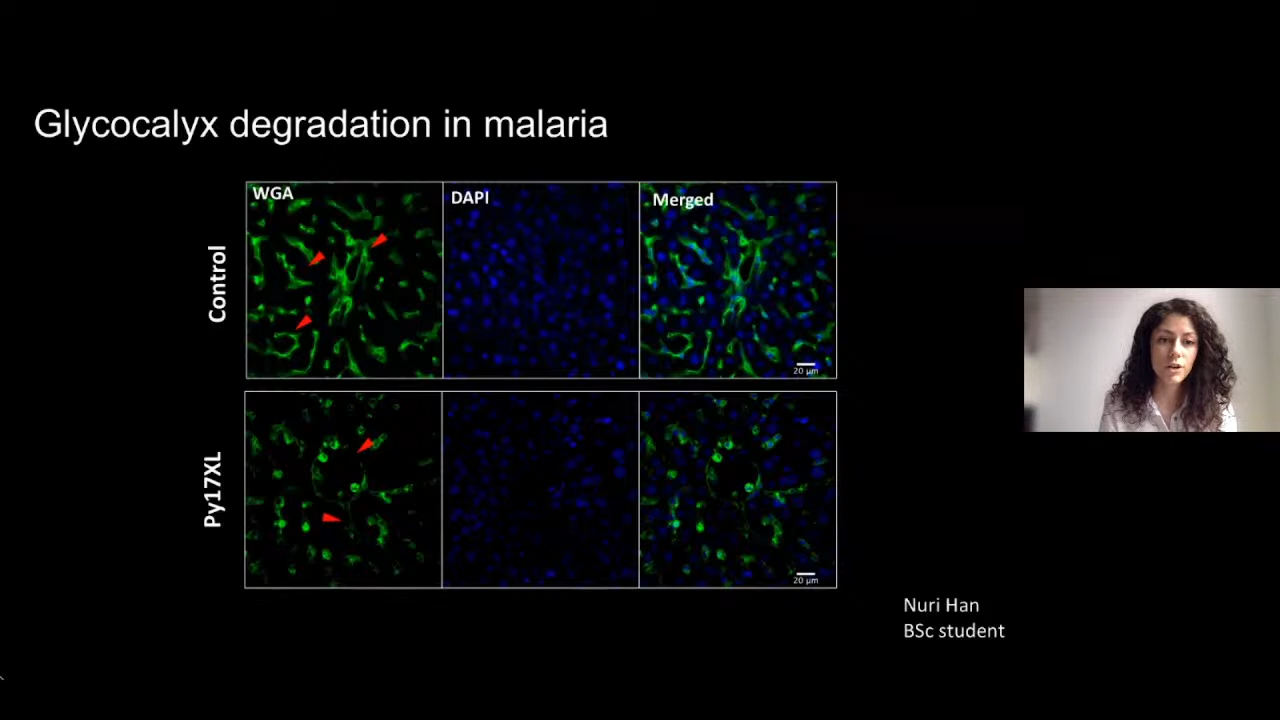 Glycocalyx degradation in malaria
WGA
DAPI
Merged
Control
20 µm
Py17XL
20 µm
Nuri Han
BSc student